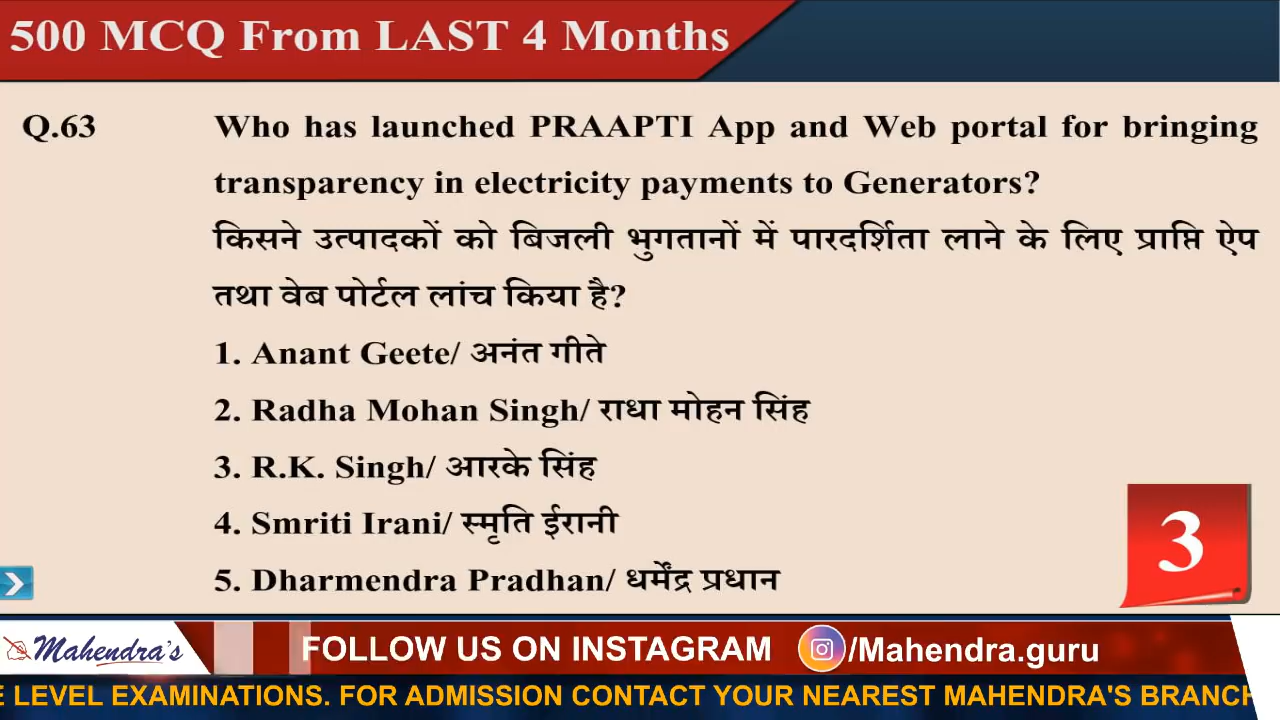 500 MCQ From LAST 4 Months
Q.63 Who has launched PRAAPTI App and Web portal for bringing
transparency in electricity payments to Generators?
किसने उत्पादकों को बिजली भुगतानों में पारदर्शिता लाने के लिए प्राप्ति ऐप
तथा वेब पोर्टल लांच किया है?
1. Anant Geete/ अनंत गीते
2. Radha Mohan Singh/ राधा मोहन सिंह
3. R.K. Singh/ आरके सिंह
4. Smriti Irani/ स्मृति ईरानी
5. Dharmendra Pradhan/ धर्मेंद्र प्रधान
3
Mahendra's
FOLLOW US ON INSTAGRAM /Mahendra.guru
E LEVEL EXAMINATIONS. FOR ADMISSION CONTACT YOUR NEAREST MAHENDRA'S BRANCH